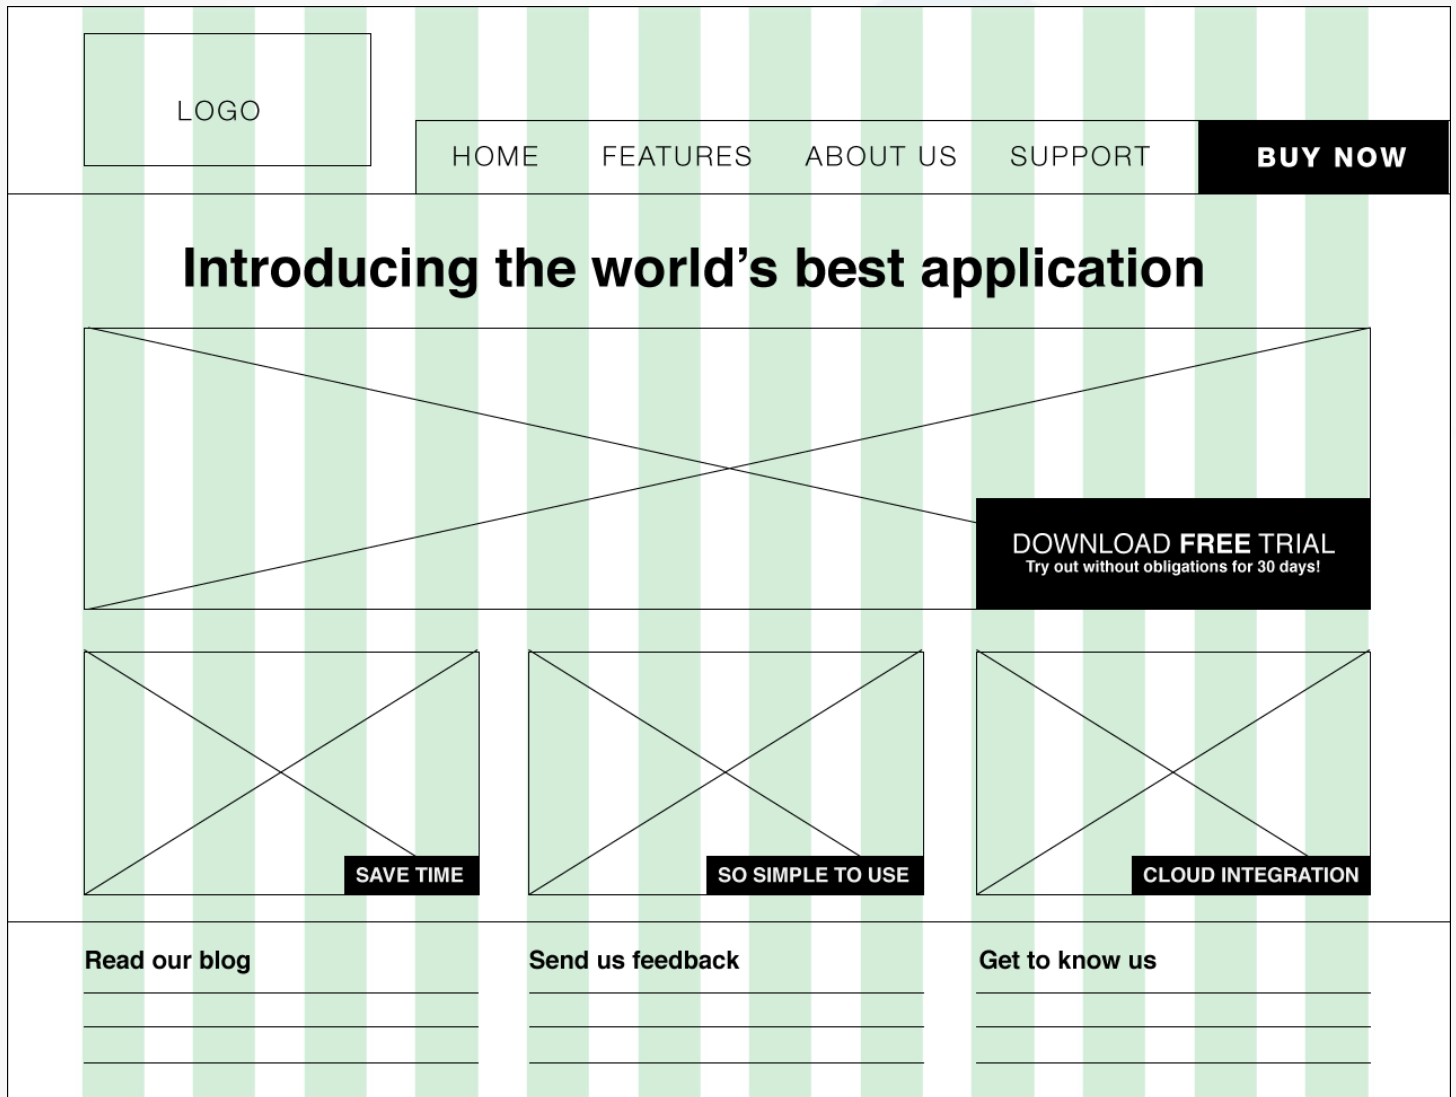 LOGO
HOME FEATURES ABOUT US SUPPORT BUY NOW
Introducing the world’s best application
DOWNLOAD FREE TRIAL
Try out without obligations for 30 days!
SAVE TIME
SO SIMPLE TO USE
CLOUD INTEGRATION
Read our blog
Send us feedback
Get to know us